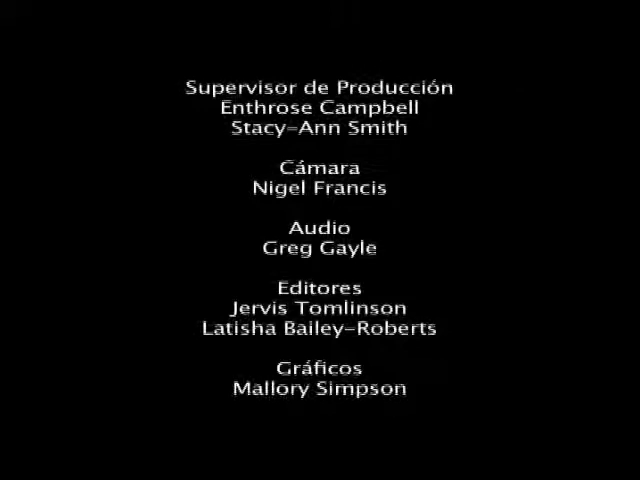 Supervisor de Producción
Enthrose Campbell
Stacy-Ann Smith
Cámara
Nigel Francis
Audio
Greg Gayle
Editores
Jervis Tomlinson
Latisha Bailey-Roberts
Gráficos
Mallory Simpson